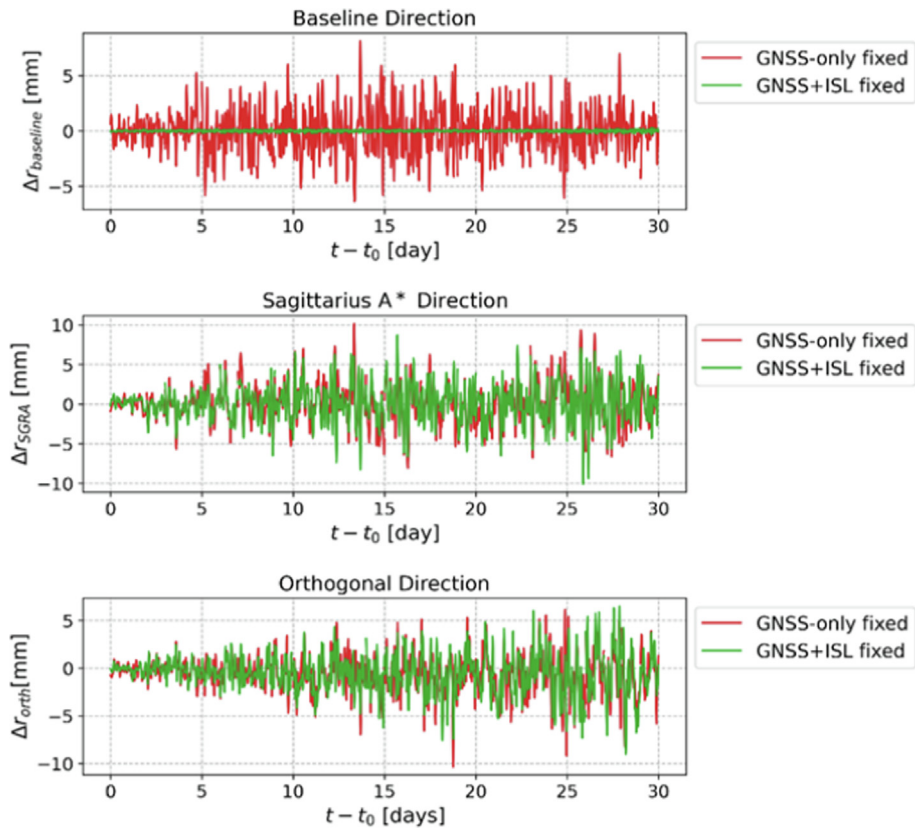 Baseline Direction
Δr_baseline [mm]
5
0
−5
0 5 10 15 20 25 30
t − t₀ [day]
GNSS-only fixed
GNSS+ISL fixed
Sagittarius A* Direction
Δr_SGRA [mm]
10
5
0
−5
−10
0 5 10 15 20 25 30
t − t₀ [day]
GNSS-only fixed
GNSS+ISL fixed
Orthogonal Direction
Δr_orth[mm]
5
0
−5
−10
0 5 10 15 20 25 30
t − t₀ [days]
GNSS-only fixed
GNSS+ISL fixed